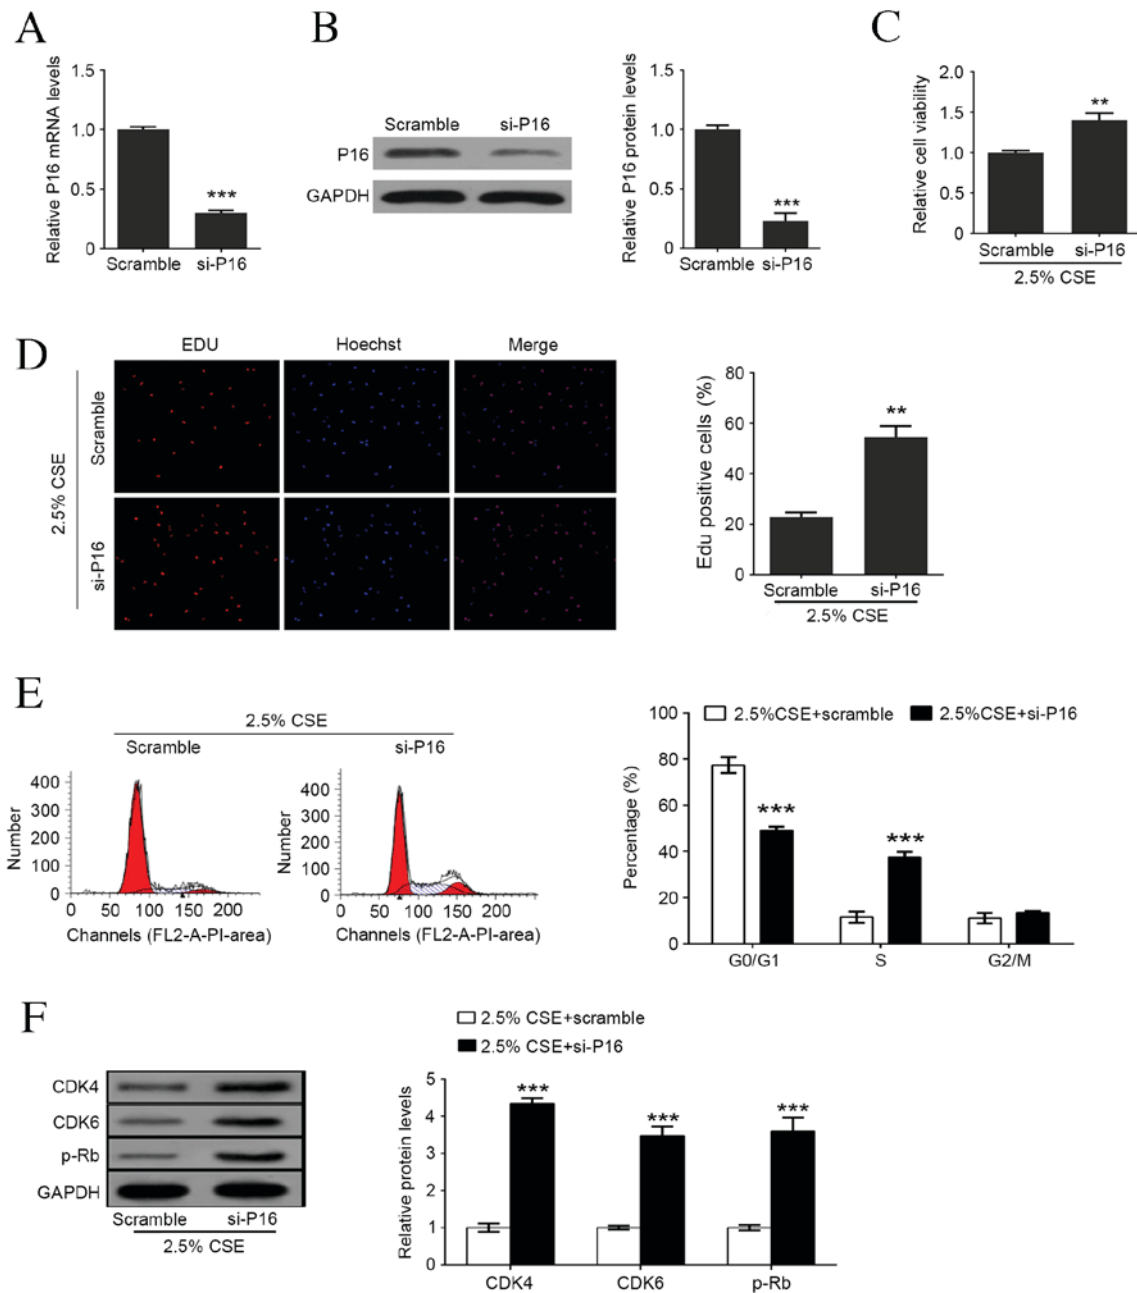 A
Relative P16 mRNA levels
1.5
1.0
0.5
0
***
Scramble si-P16
B
Scramble si-P16
P16
GAPDH
Relative P16 protein levels
1.5
1.0
0.5
0
***
Scramble si-P16
C
Relative cell viability
2.0
1.5
1.0
0.5
0
**
Scramble si-P16
2.5% CSE
D
EDU Hoechst Merge
2.5% CSE
Scramble
si-P16
Edu positive cells (%)
80
60
40
20
0
**
Scramble si-P16
2.5% CSE
E
2.5% CSE
Scramble si-P16
Number
400
300
200
100
0
0 50 100 150 200
Channels (FL2-A-PI-area)
Number
400
300
200
100
0
0 50 100 150 200
Channels (FL2-A-PI-area)
2.5%CSE+scramble 2.5%CSE+si-P16
Percentage (%)
100
80
60
40
20
0
***
***
G0/G1 S G2/M
F
CDK4
CDK6
p-Rb
GAPDH
Scramble si-P16
2.5% CSE
2.5% CSE+scramble
2.5% CSE+si-P16
Relative protein levels
5
4
3
2
1
0
*** *** ***
CDK4 CDK6 p-Rb